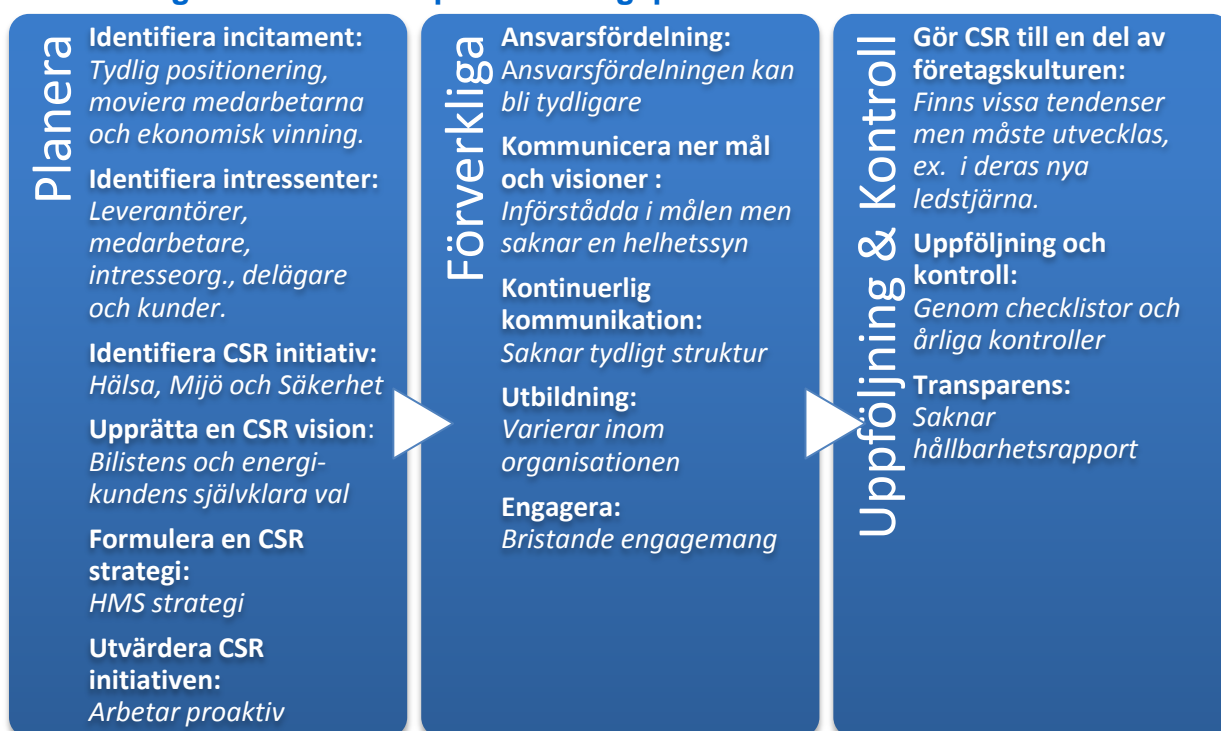 Planera
Identifiera incitament:
Tydlig positionering,
moviera medarbetarna
och ekonomisk vinning.
Identifiera intressenter:
Leverantörer,
medarbetare,
intresseorg., delägare
och kunder.
Identifiera CSR initiativ:
Hälsa, Mijö och Säkerhet
Upprätta en CSR vision:
Bilistens och energi-
kundens självklara val
Formulera en CSR
strategi:
HMS strategi
Utvärdera CSR
initiativen:
Arbetar proaktiv
Förverkliga
Ansvarsfördelning:
Ansvarsfördelningen kan
bli tydligare
Kommunicera ner mål
och visioner :
Införstådda i målen men
saknar en helhetssyn
Kontinuerlig
kommunikation:
Saknar tydligt struktur
Utbildning:
Varierar inom
organisationen
Engagera:
Bristande engagemang
Uppföljning & Kontroll
Gör CSR till en del av
företagskulturen:
Finns vissa tendenser
men måste utvecklas,
ex. i deras nya
ledstjärna.
Uppföljning och
kontroll:
Genom checklistor och
årliga kontroller
Transparens:
Saknar
hållbarhetsrapport